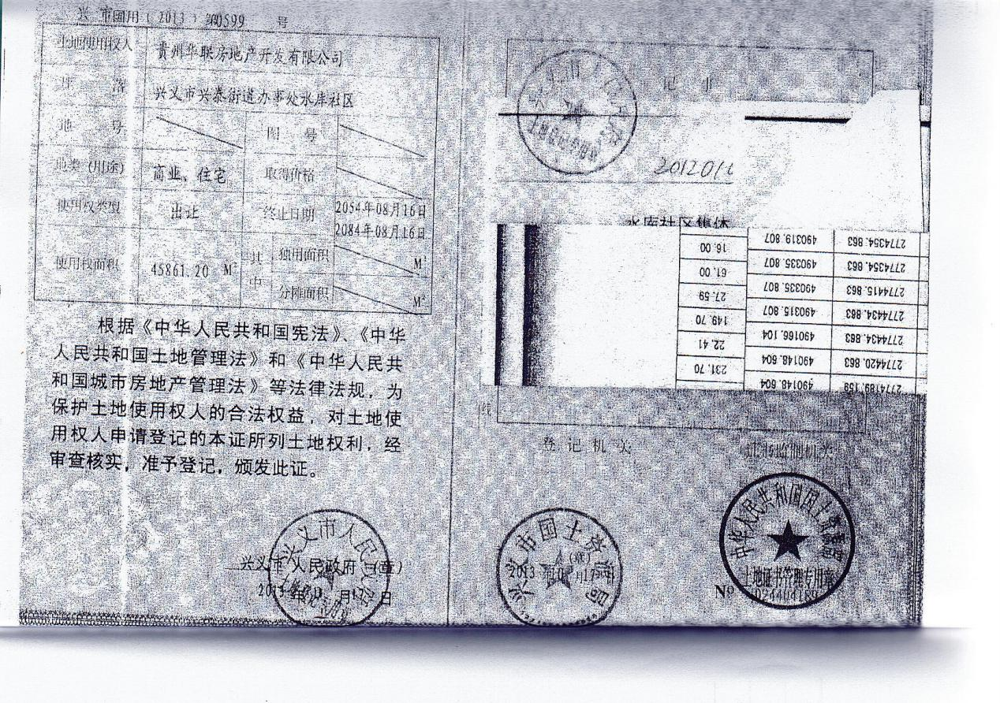 兴 市国用（2013）第0599 号
土地使用权人 贵州华联房地产开发有限公司
坐 落 兴义市兴泰街道办事处水库社区
地 号 图 号
地类（用途） 商业、住宅 取得价格
使用权类型 出让 终止日期 2054年08月16日
2084年08月16日
使用权面积 45861.20 M² 其中 独用面积 M²
分摊面积 M²
根据《中华人民共和国宪法》、《中华
人民共和国土地管理法》和《中华人民共
和国城市房地产管理法》等法律法规，为
保护土地使用权人的合法权益，对土地使
用权人申请登记的本证所列土地权利，经
审查核实，准予登记，颁发此证。
兴义市人民政府（章）
年 月 日
兴义市人民政府
记 事
水库社区集体
2774354.863 490319.807
16.00
2774354.863 490335.807
61.00
2774415.863 490335.807
27.59
2774434.863 490315.807
149.70
2774434.883 490166.104
22.41
2774420.863 490148.604
231.70
2774189.159 490148.604
线
登 记 机 关
证书监制机关
兴义市国土资源局
（章）
2013
中华人民共和国国土资源部
土地证书管理专用章
Nº